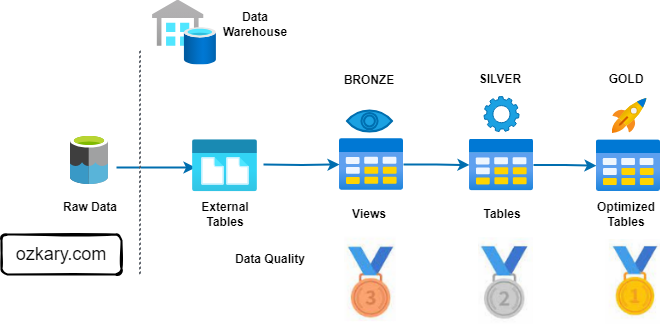 Data
Warehouse
BRONZE
SILVER
GOLD
Raw Data
External
Tables
Views
Tables
Optimized
Tables
ozkary.com
Data Quality
3
2
1